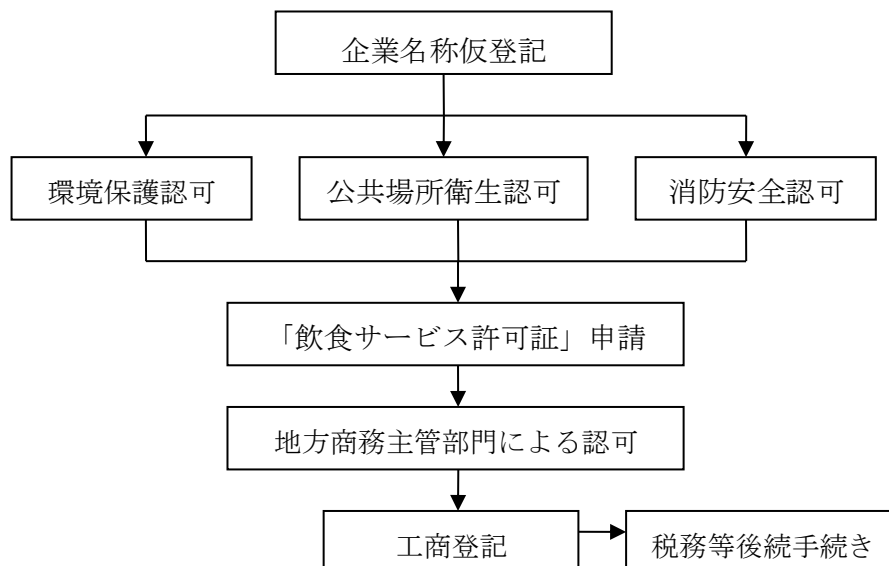 企業名称仮登記
環境保護認可
公共場所衛生認可
消防安全認可
「飲食サービス許可証」申請
地方商務主管部門による認可
工商登記
税務等後続手続き